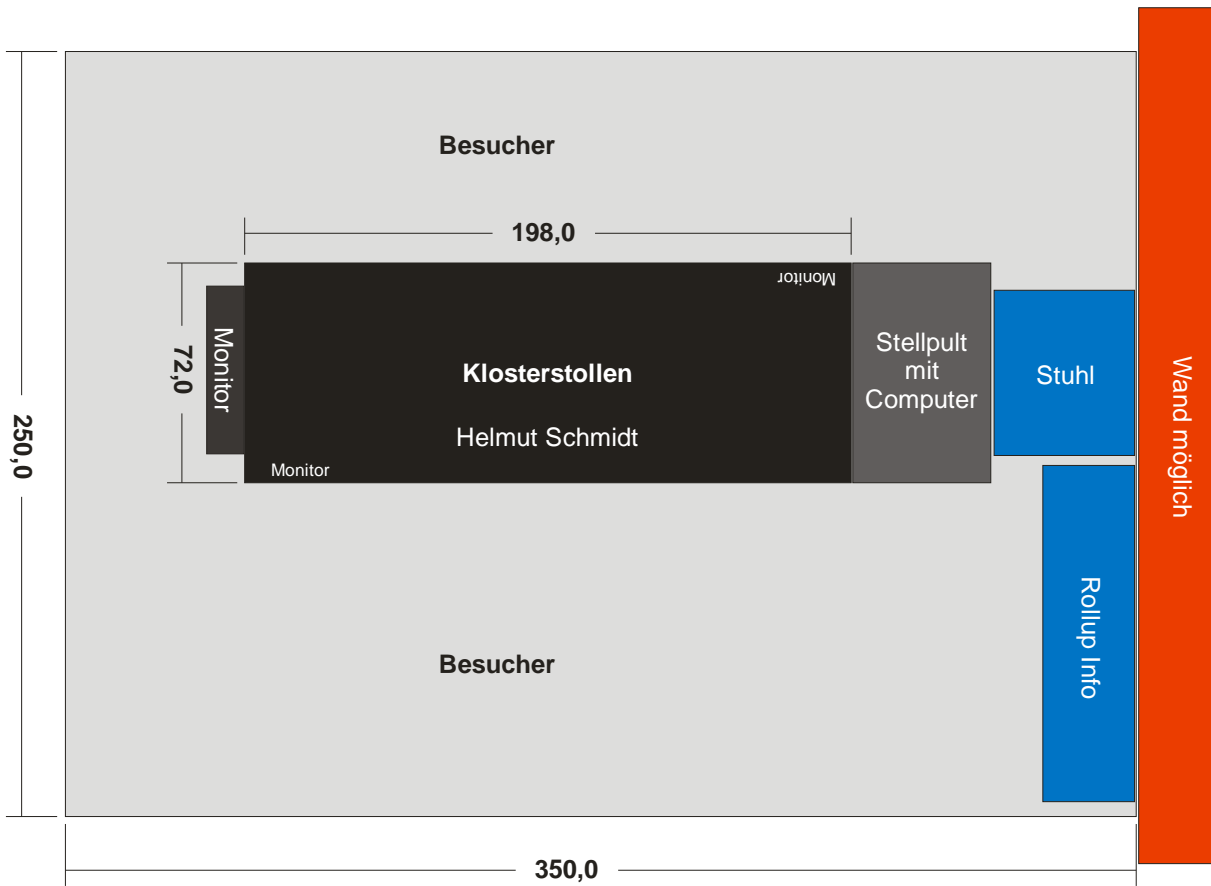 Besucher
198,0
Monitor
Monitor
72,0
Klosterstollen
Helmut Schmidt
Monitor
Stellpult
mit
Computer
Stuhl
Wand möglich
250,0
Rollup Info
Besucher
350,0